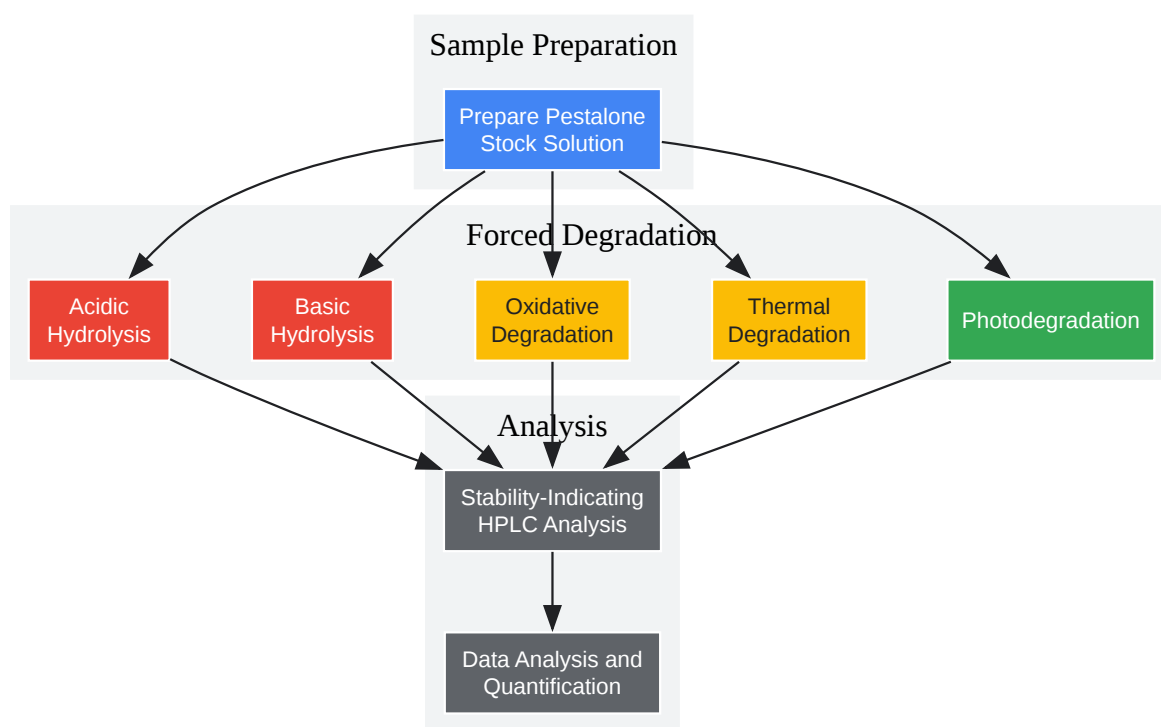 Sample Preparation
Prepare Pestalone
Stock Solution
Forced Degradation
Acidic
Hydrolysis
Basic
Hydrolysis
Oxidative
Degradation
Thermal
Degradation
Photodegradation
Analysis
Stability-Indicating
HPLC Analysis
Data Analysis and
Quantification